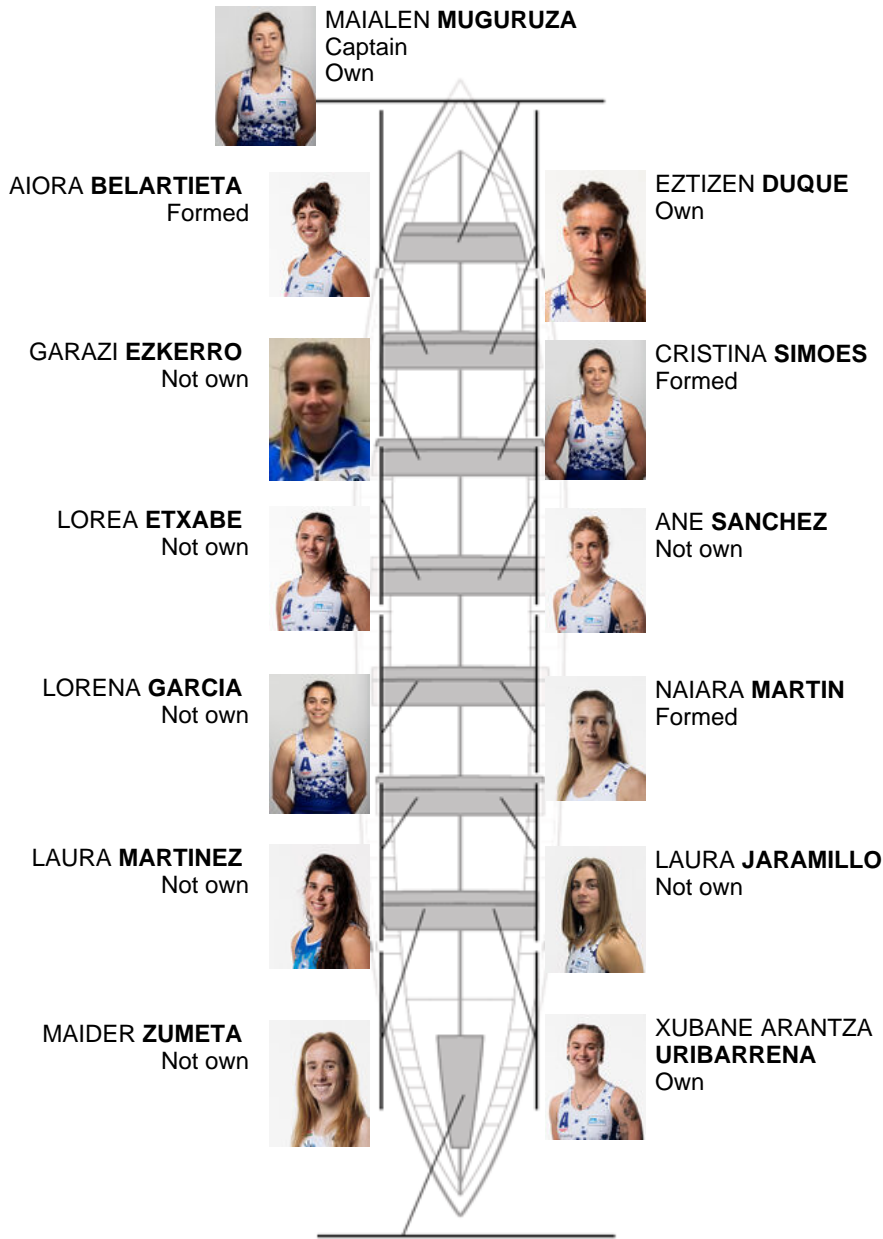 MAIALEN MUGURUZA
Captain
Own
AIORA BELARTIETA
Formed
EZTIZEN DUQUE
Own
GARAZI EZKERRO
Not own
CRISTINA SIMOES
Formed
LOREA ETXABE
Not own
ANE SANCHEZ
Not own
LORENA GARCIA
Not own
NAIARA MARTIN
Formed
LAURA MARTINEZ
Not own
LAURA JARAMILLO
Not own
MAIDER ZUMETA
Not own
XUBANE ARANTZA
URIBARRENA
Own